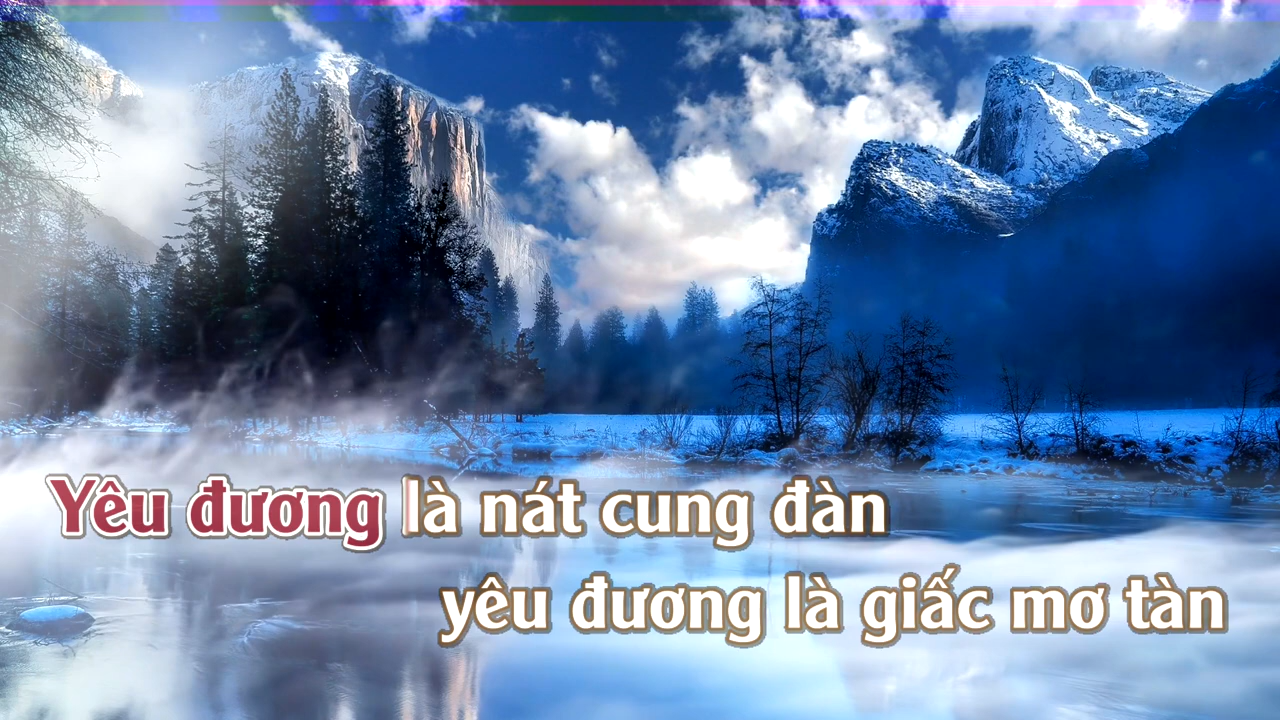 Yêu đương là nát cung đàn
yêu đương là giấc mơ tàn